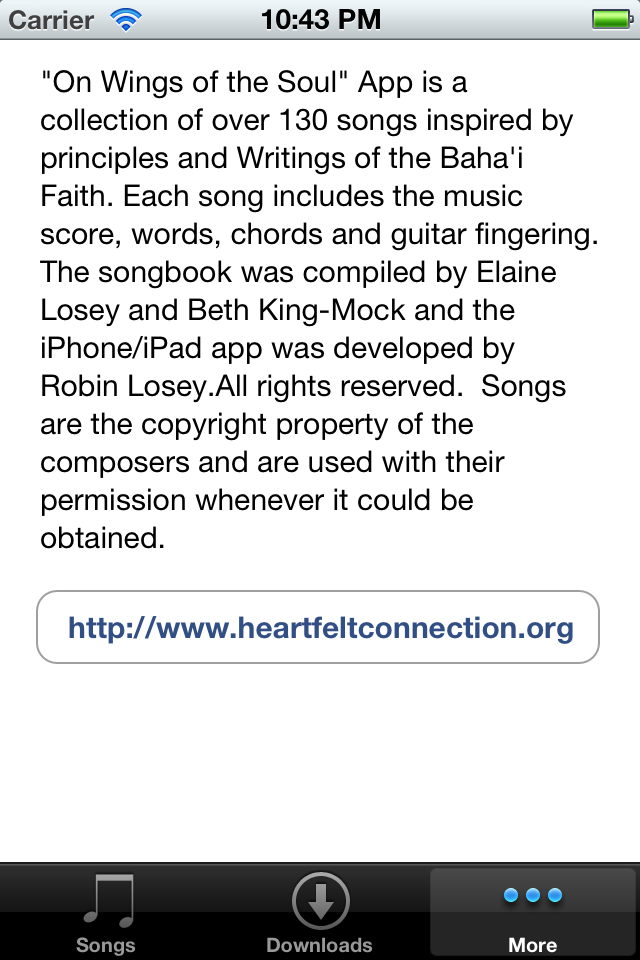 Carrier 10:43 PM
"On Wings of the Soul" App is a
collection of over 130 songs inspired by
principles and Writings of the Baha'i
Faith. Each song includes the music
score, words, chords and guitar fingering.
The songbook was compiled by Elaine
Losey and Beth King-Mock and the
iPhone/iPad app was developed by
Robin Losey.All rights reserved.  Songs
are the copyright property of the
composers and are used with their
permission whenever it could be
obtained.
http://www.heartfeltconnection.org
Songs Downloads More